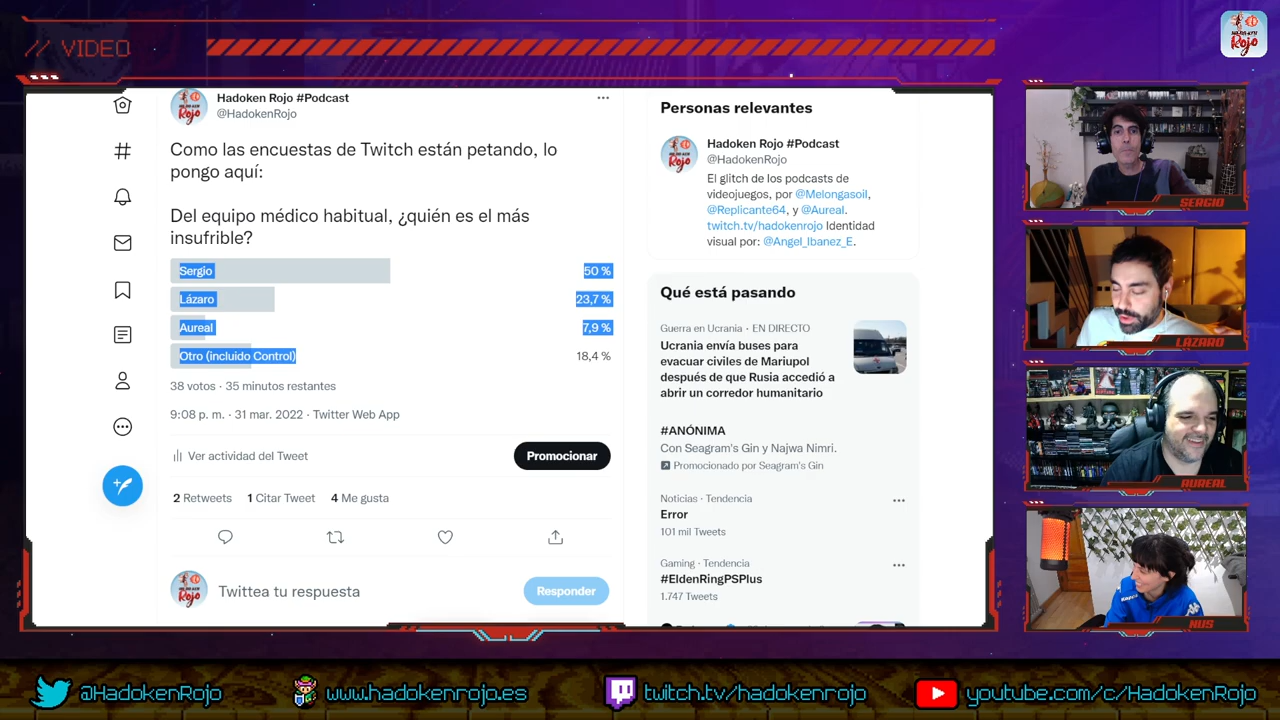 // VIDEO
Hadoken Rojo #Podcast
@HadokenRojo
Como las encuestas de Twitch están petando, lo
pongo aquí:
Del equipo médico habitual, ¿quién es el más
insufrible?
Sergio 50 %
Lázaro 23,7 %
Aureal 7,9 %
Otro (incluido Control) 18,4 %
38 votos · 35 minutos restantes
9:08 p. m. · 31 mar. 2022 · Twitter Web App
Ver actividad del Tweet
Promocionar
2 Retweets 1 Citar Tweet 4 Me gusta
Twittea tu respuesta
Responder
Personas relevantes
Hadoken Rojo #Podcast
@HadokenRojo
El glitch de los podcasts de
videojuegos, por @Melongasoil,
@Replicante64, y @Aureal.
twitch.tv/hadokenrojo Identidad
visual por: @Angel_Ibanez_E.
Qué está pasando
Guerra en Ucrania · EN DIRECTO
Ucrania envía buses para
evacuar civiles de Mariupol
después de que Rusia accedió a
abrir un corredor humanitario
#ANÓNIMA
Con Seagram's Gin y Najwa Nimri.
Promocionado por Seagram's Gin
Noticias · Tendencia
Error
101 mil Tweets
Gaming · Tendencia
#EldenRingPSPlus
1.747 Tweets
Rojo
SERGIO
LÁZARO
AUREAL
Kappa
NUS
@HadokenRojo
www.hadokenrojo.es
twitch.tv/hadokenrojo
youtube.com/c/HadokenRojo